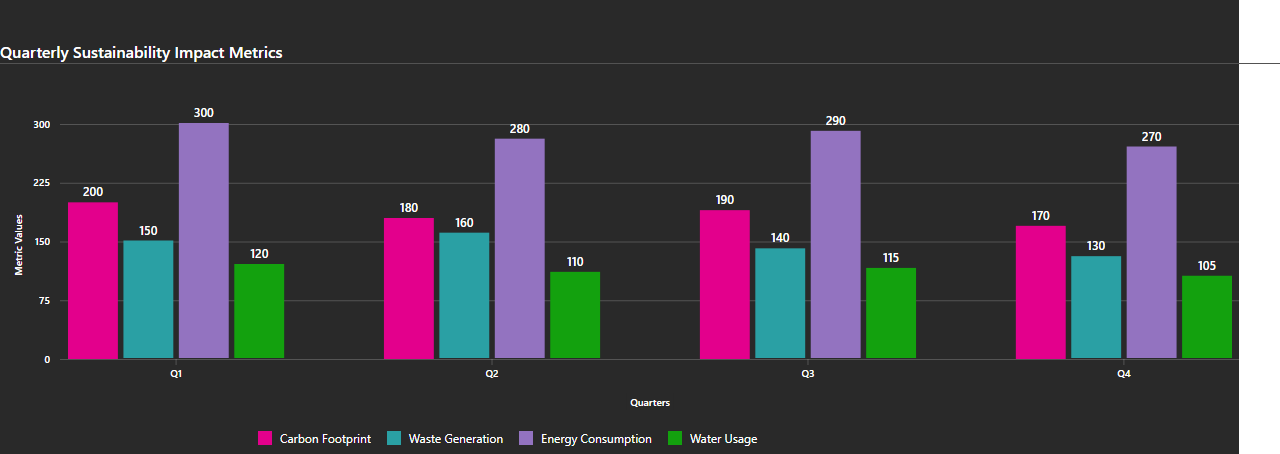 Quarterly Sustainability Impact Metrics
Metric Values
300
225
150
75
0
200
150
300
120
180
160
280
110
190
140
290
115
170
130
270
105
Q1
Q2
Q3
Q4
Quarters
Carbon Footprint
Waste Generation
Energy Consumption
Water Usage